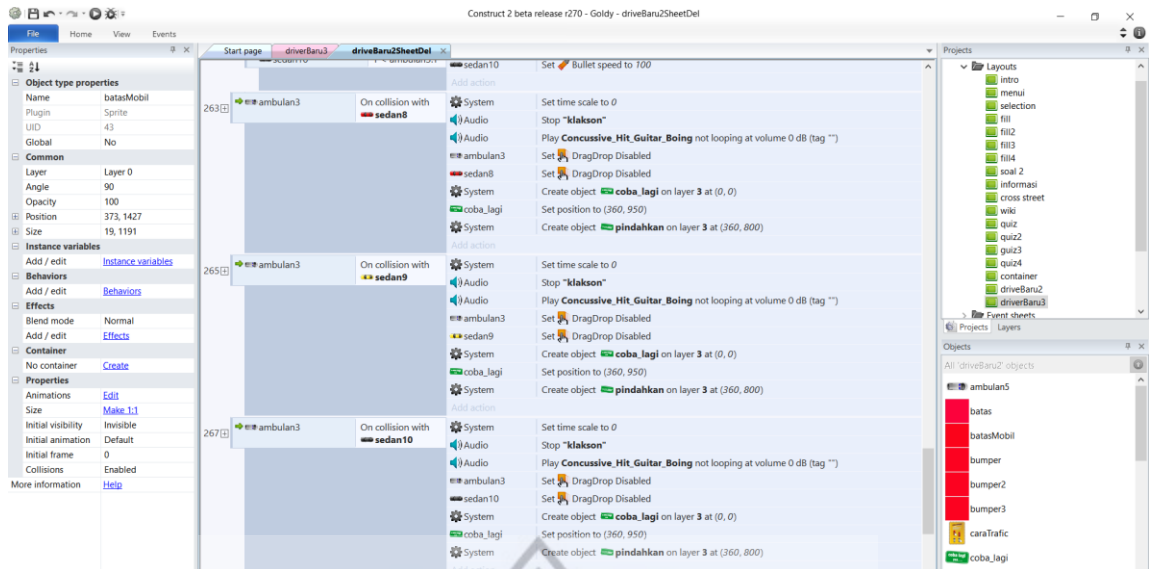 Construct 2 beta release r270 - Goldy - driveBaru2SheetDel
File Home View Events
Properties
Object type properties
Name batasMobil
Plugin Sprite
UID 43
Global No
Common
Layer Layer 0
Angle 90
Opacity 100
Position 373, 1427
Size 19, 1191
Instance variables
Add / edit Instance variables
Behaviors
Add / edit Behaviors
Effects
Blend mode Normal
Add / edit Effects
Container
No container Create
Properties
Animations Edit
Size Make 1:1
Initial visibility Invisible
Initial animation Default
Initial frame 0
Collisions Enabled
More information Help
Start page driverBaru3 driveBaru2SheetDel
sedan10 Set Bullet speed to 100
Add action
263 ambulan3 On collision with sedan8
System Set time scale to 0
Audio Stop "klakson"
Audio Play Concussive_Hit_Guitar_Boing not looping at volume 0 dB (tag "")
ambulan3 Set DragDrop Disabled
sedan8 Set DragDrop Disabled
System Create object coba_lagi on layer 3 at (0, 0)
coba_lagi Set position to (360, 950)
System Create object pindahkan on layer 3 at (360, 800)
Add action
265 ambulan3 On collision with sedan9
System Set time scale to 0
Audio Stop "klakson"
Audio Play Concussive_Hit_Guitar_Boing not looping at volume 0 dB (tag "")
ambulan3 Set DragDrop Disabled
sedan9 Set DragDrop Disabled
System Create object coba_lagi on layer 3 at (0, 0)
coba_lagi Set position to (360, 950)
System Create object pindahkan on layer 3 at (360, 800)
Add action
267 ambulan3 On collision with sedan10
System Set time scale to 0
Audio Stop "klakson"
Audio Play Concussive_Hit_Guitar_Boing not looping at volume 0 dB (tag "")
ambulan3 Set DragDrop Disabled
sedan10 Set DragDrop Disabled
System Create object coba_lagi on layer 3 at (0, 0)
coba_lagi Set position to (360, 950)
System Create object pindahkan on layer 3 at (360, 800)
Projects
Layouts
intro
menui
selection
fill
fill2
fill3
fill4
soal 2
informasi
cross street
wiki
quiz
quiz2
guiz3
quiz4
container
driveBaru2
driverBaru3
Event sheets
Projects Layers
Objects
All 'driveBaru2' objects
ambulan5
batas
batasMobil
bumper
bumper2
bumper3
caraTrafic
coba_lagi